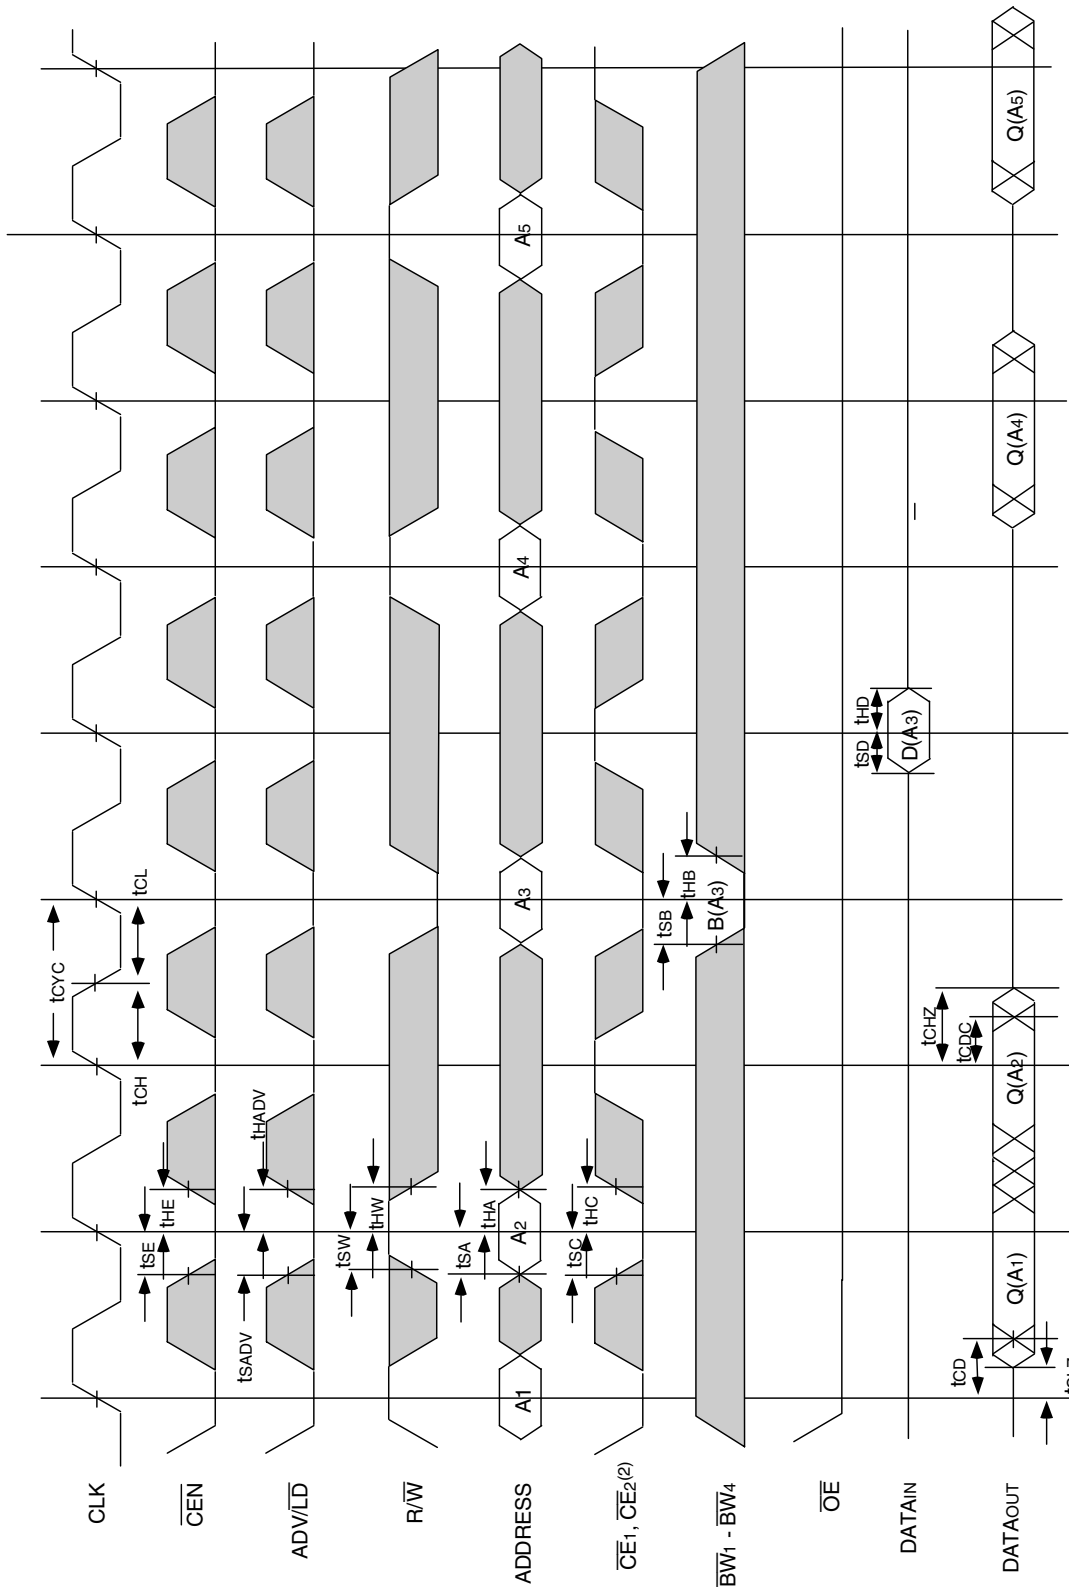 tCYC
tCH
tCL
CLK
tSE
tHE
CEN
tSADV
tHADV
ADV/LD
tSW
tHW
R/W
tSA
tHA
A1
A2
A3
A4
A5
ADDRESS
tSC
tHC
CE1, CE2(2)
tSB
tHB
B(A3)
BW1 - BW4
OE
tSD
tHD
D(A3)
DATAIN
tCHZ
tCDC
tCD
Q(A1)
Q(A2)
Q(A4)
Q(A5)
DATAOUT